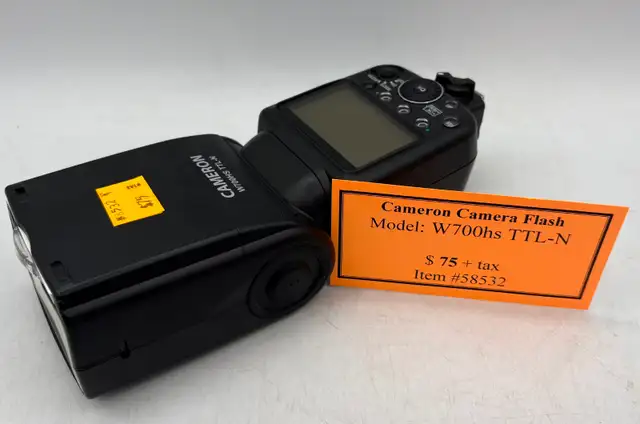 CAMERON
W700HS TTL-N
Cameron Camera Flash
Model: W700hs TTL-N
$ 75 + tax
Item #58532